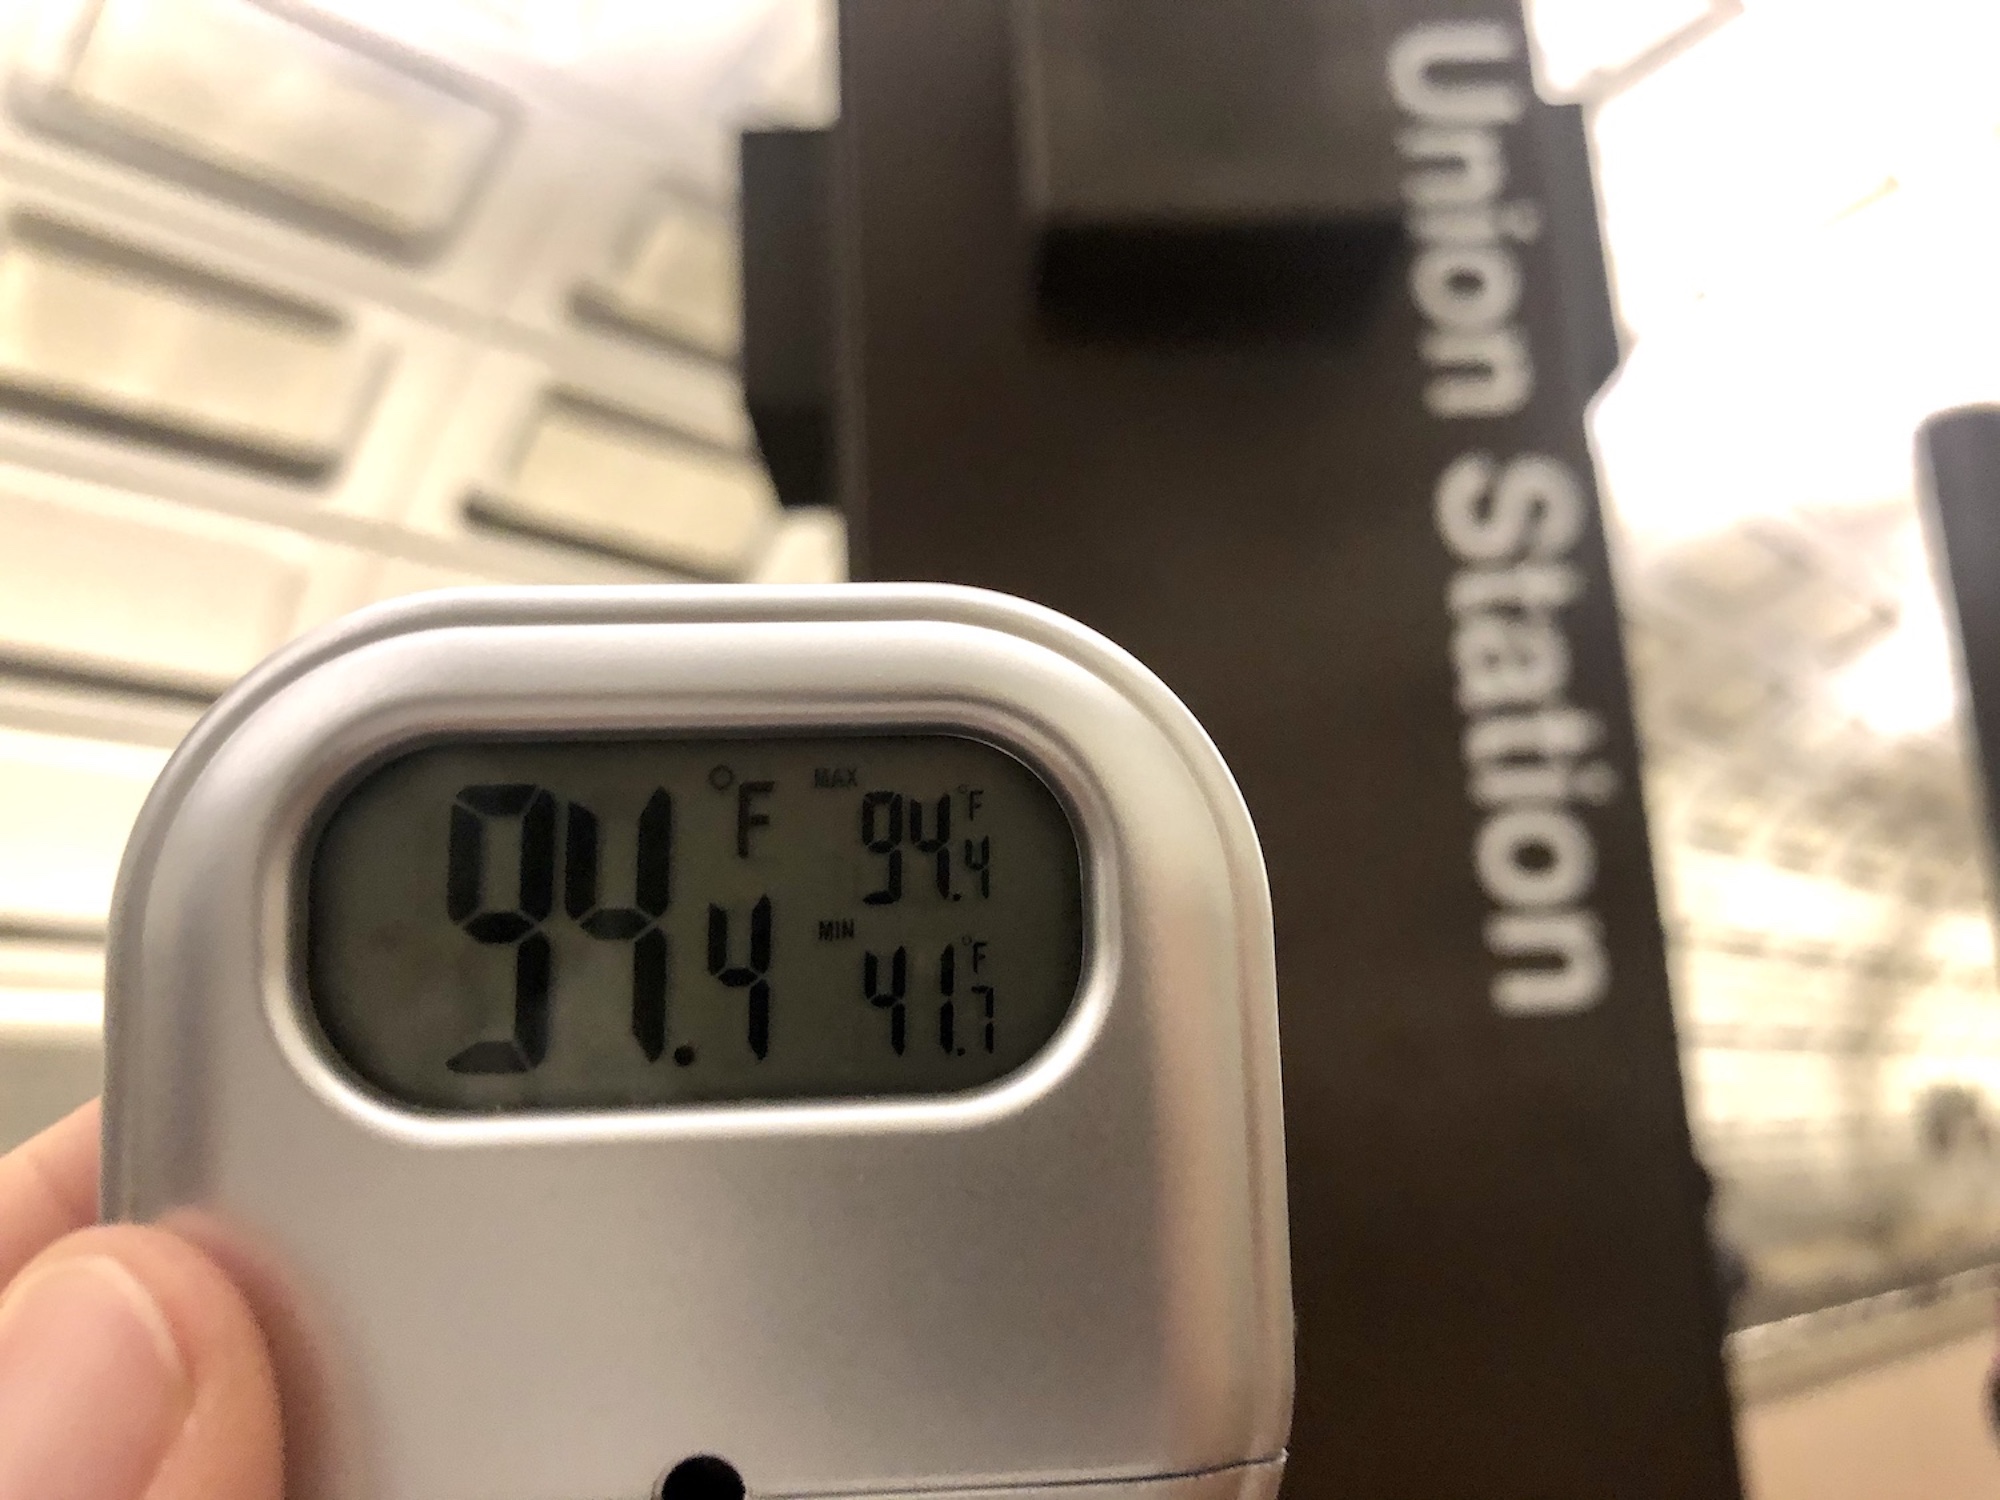 Union Station
94.4 °F
MAX 94.4 °F
MIN 41.7 °F